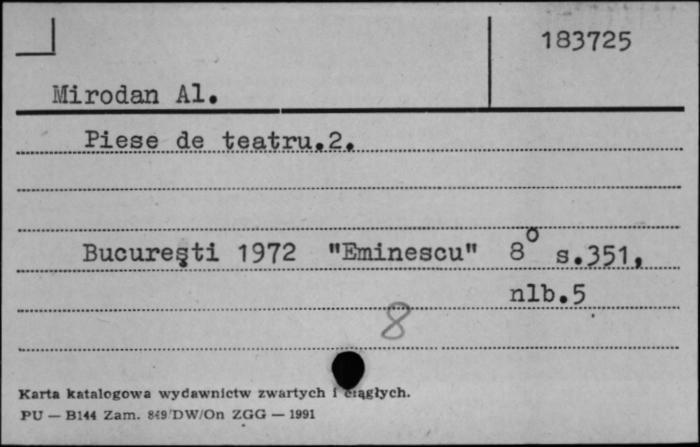 183725
Mirodan Al.
Piese de teatru.2.
Bucureşti 1972 "Eminescu" 8° s.351,
nlb.5
8
Karta katalogowa wydawnictw zwartych i ciągłych.
PU — B144 Zam. 849/DW/On ZGG — 1991